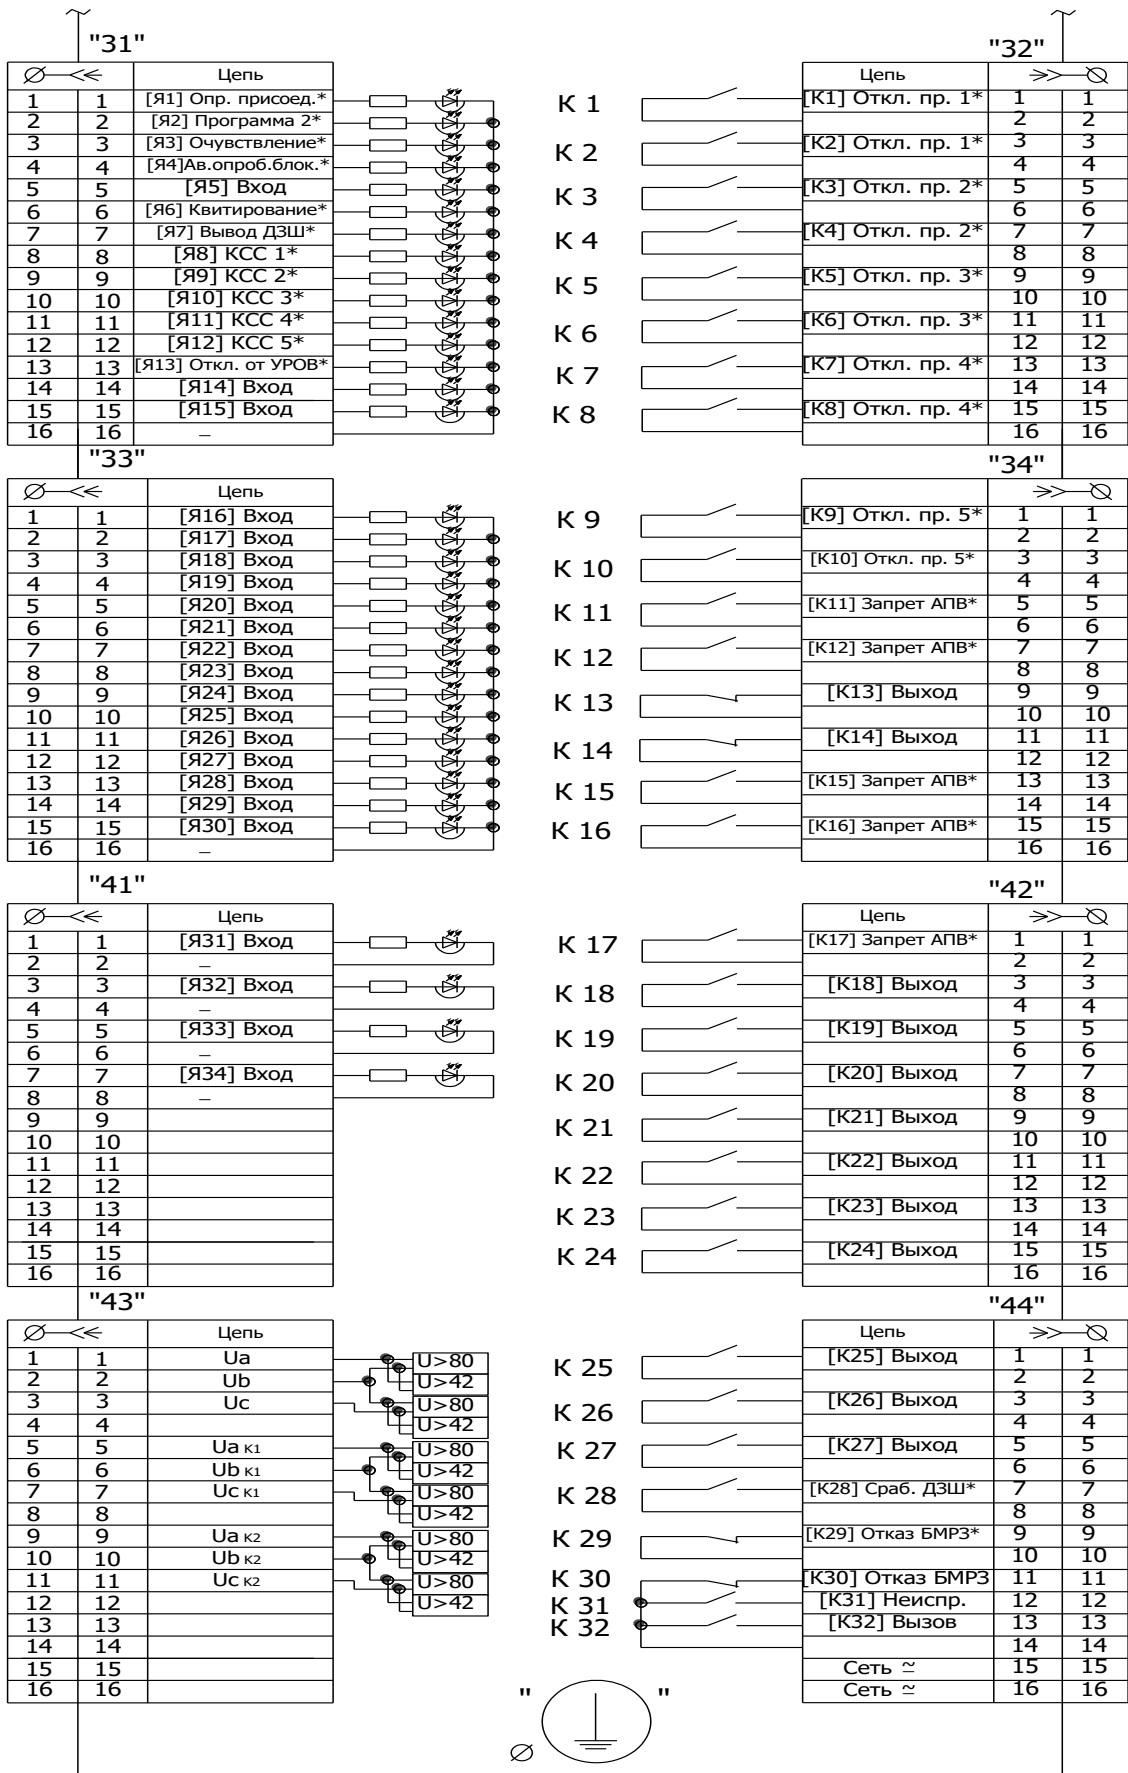 "31"
Цепь
1 1 [Я1] Опр. присоед.*
2 2 [Я2] Программа 2*
3 3 [Я3] Очувствление*
4 4 [Я4]Ав.опроб.блок.*
5 5 [Я5] Вход
6 6 [Я6] Квитирование*
7 7 [Я7] Вывод ДЗШ*
8 8 [Я8] КСС 1*
9 9 [Я9] КСС 2*
10 10 [Я10] КСС 3*
11 11 [Я11] КСС 4*
12 12 [Я12] КСС 5*
13 13 [Я13] Откл. от УРОВ*
14 14 [Я14] Вход
15 15 [Я15] Вход
16 16 –
"32"
Цепь
К 1 [К1] Откл. пр. 1* 1 1
2 2
К 2 [К2] Откл. пр. 1* 3 3
4 4
К 3 [К3] Откл. пр. 2* 5 5
6 6
К 4 [К4] Откл. пр. 2* 7 7
8 8
К 5 [К5] Откл. пр. 3* 9 9
10 10
К 6 [К6] Откл. пр. 3* 11 11
12 12
К 7 [К7] Откл. пр. 4* 13 13
14 14
К 8 [К8] Откл. пр. 4* 15 15
16 16
"33"
Цепь
1 1 [Я16] Вход
2 2 [Я17] Вход
3 3 [Я18] Вход
4 4 [Я19] Вход
5 5 [Я20] Вход
6 6 [Я21] Вход
7 7 [Я22] Вход
8 8 [Я23] Вход
9 9 [Я24] Вход
10 10 [Я25] Вход
11 11 [Я26] Вход
12 12 [Я27] Вход
13 13 [Я28] Вход
14 14 [Я29] Вход
15 15 [Я30] Вход
16 16 –
"34"
К 9 [К9] Откл. пр. 5* 1 1
2 2
К 10 [К10] Откл. пр. 5* 3 3
4 4
К 11 [К11] Запрет АПВ* 5 5
6 6
К 12 [К12] Запрет АПВ* 7 7
8 8
К 13 [К13] Выход 9 9
10 10
К 14 [К14] Выход 11 11
12 12
К 15 [К15] Запрет АПВ* 13 13
14 14
К 16 [К16] Запрет АПВ* 15 15
16 16
"41"
Цепь
1 1 [Я31] Вход
2 2 –
3 3 [Я32] Вход
4 4 –
5 5 [Я33] Вход
6 6 –
7 7 [Я34] Вход
8 8 –
9 9
10 10
11 11
12 12
13 13
14 14
15 15
16 16
"42"
Цепь
К 17 [К17] Запрет АПВ* 1 1
2 2
К 18 [К18] Выход 3 3
4 4
К 19 [К19] Выход 5 5
6 6
К 20 [К20] Выход 7 7
8 8
К 21 [К21] Выход 9 9
10 10
К 22 [К22] Выход 11 11
12 12
К 23 [К23] Выход 13 13
14 14
К 24 [К24] Выход 15 15
16 16
"43"
Цепь
1 1 Ua U>80
2 2 Ub U>42
3 3 Uc U>80
4 4 U>42
5 5 Ua К1 U>80
6 6 Ub К1 U>42
7 7 Uc К1 U>80
8 8 U>42
9 9 Ua К2 U>80
10 10 Ub К2 U>42
11 11 Uc К2 U>80
12 12 U>42
13 13
14 14
15 15
16 16
"44"
Цепь
К 25 [К25] Выход 1 1
2 2
К 26 [К26] Выход 3 3
4 4
К 27 [К27] Выход 5 5
6 6
К 28 [К28] Сраб. ДЗШ* 7 7
8 8
К 29 [К29] Отказ БМРЗ* 9 9
10 10
К 30 [К30] Отказ БМРЗ 11 11
К 31 [К31] Неиспр. 12 12
К 32 [К32] Вызов 13 13
14 14
Сеть ≃ 15 15
Сеть ≃ 16 16
" "